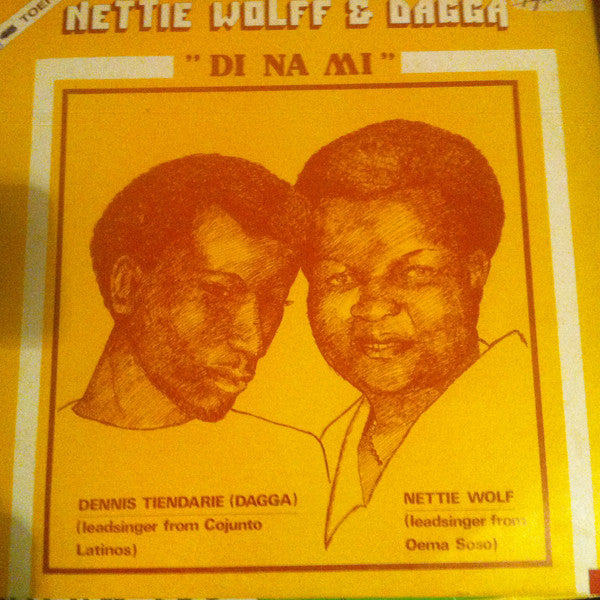 NETTIE WOLFF & DAGGA
" DI NA MI "
DENNIS TIENDARIE (DAGGA)
(leadsinger from Cojunto
Latinos)
NETTIE WOLF
(leadsinger from
Oema Soso)